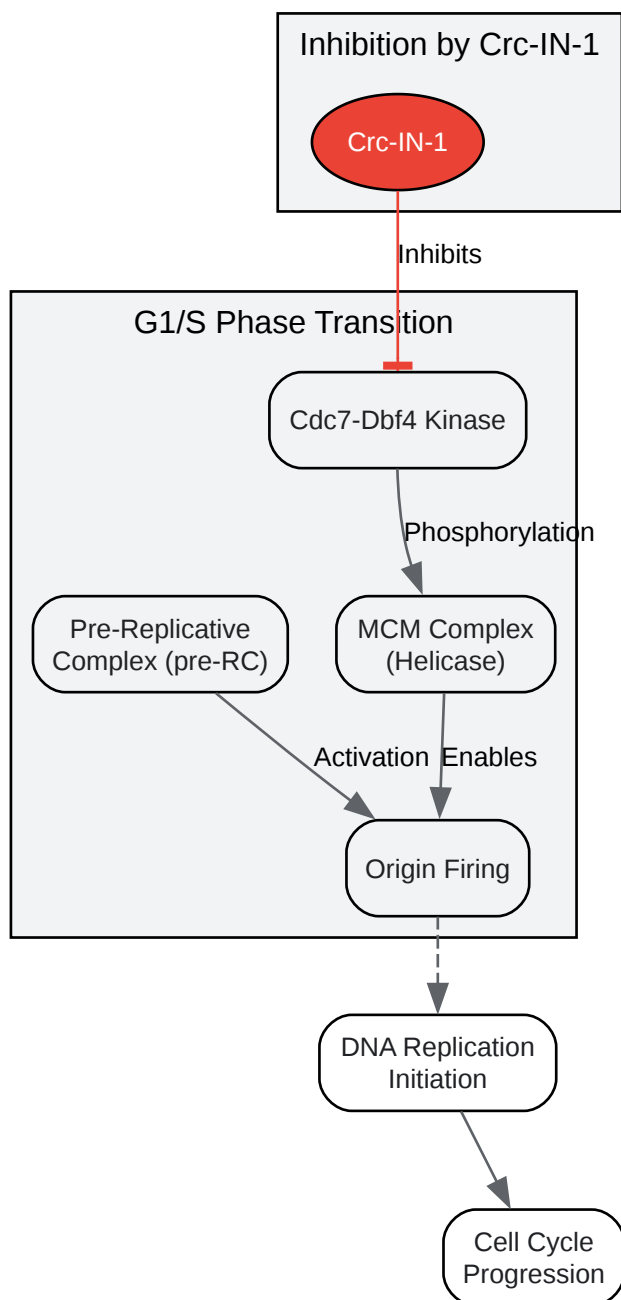 Inhibition by Crc-IN-1
Crc-IN-1
Inhibits
G1/S Phase Transition
Cdc7-Dbf4 Kinase
Phosphorylation
Pre-Replicative
Complex (pre-RC)
MCM Complex
(Helicase)
Activation
Enables
Origin Firing
DNA Replication
Initiation
Cell Cycle
Progression